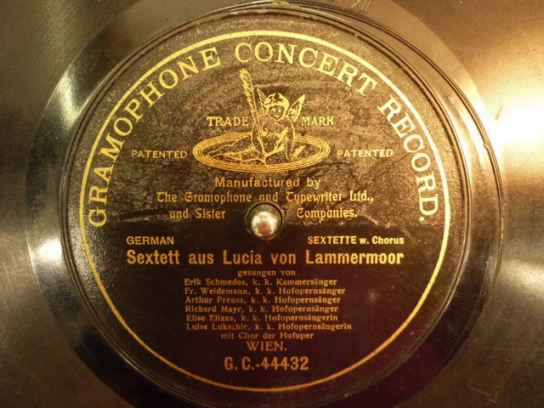 GRAMOPHONE CONCERT RECORD.
TRADE MARK
PATENTED PATENTED
Manufactured by
The Gramophone and Typewriter Ltd.,
and Sister Companies.
GERMAN SEXTETTE w. Chorus
Sextett aus Lucia von Lammermoor
gesungen von
Erik Schmedes, k. k. Kammersänger
Fr. Weidemann, k. k. Hofopernsänger
Arthur Preuss, k. k. Hofopernsänger
Richard Mayr, k. k. Hofopernsänger
Elise Elizza, k. k. Hofopernsängerin
Luise Lukschic, k. k. Hofopernsängerin
mit Chor der Hofoper
WIEN.
G. C.-44432